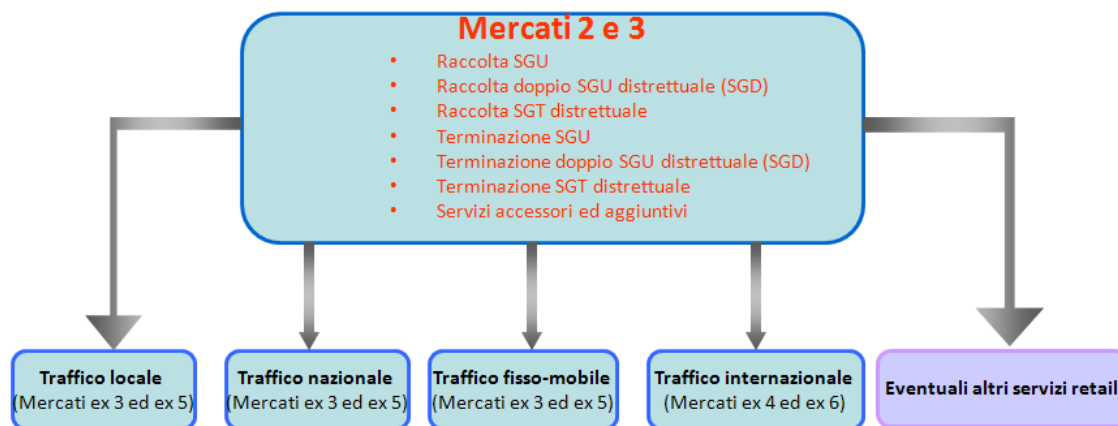 Mercati 2 e 3
• Raccolta SGU
• Raccolta doppio SGU distrettuale (SGD)
• Raccolta SGT distrettuale
• Terminazione SGU
• Terminazione doppio SGU distrettuale (SGD)
• Terminazione SGT distrettuale
• Servizi accessori ed aggiuntivi
Traffico locale
(Mercati ex 3 ed ex 5)
Traffico nazionale
(Mercati ex 3 ed ex 5)
Traffico fisso-mobile
(Mercati ex 3 ed ex 5)
Traffico internazionale
(Mercati ex 4 ed ex 6)
Eventuali altri servizi retail